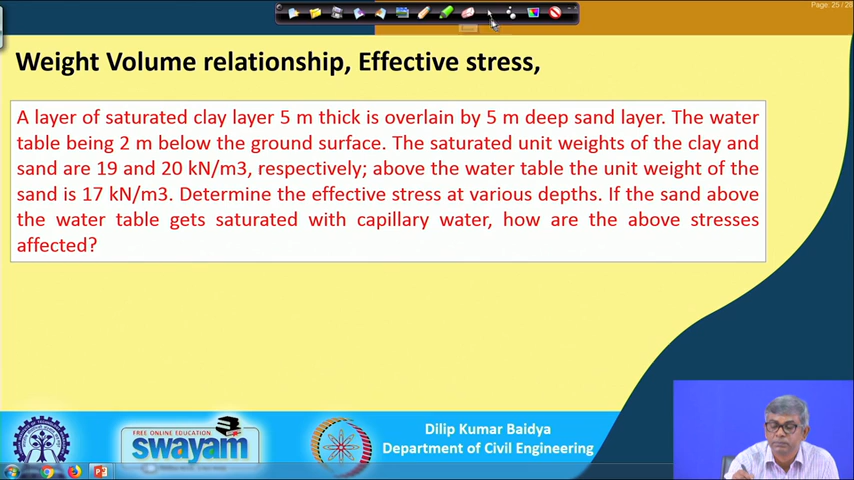 Page: 25 / 29
Weight Volume relationship, Effective stress,
A layer of saturated clay layer 5 m thick is overlain by 5 m deep sand layer. The water
table being 2 m below the ground surface. The saturated unit weights of the clay and
sand are 19 and 20 kN/m3, respectively; above the water table the unit weight of the
sand is 17 kN/m3. Determine the effective stress at various depths. If the sand above
the water table gets saturated with capillary water, how are the above stresses
affected?
FREE ONLINE EDUCATION
swayam
Dilip Kumar Baidya
Department of Civil Engineering